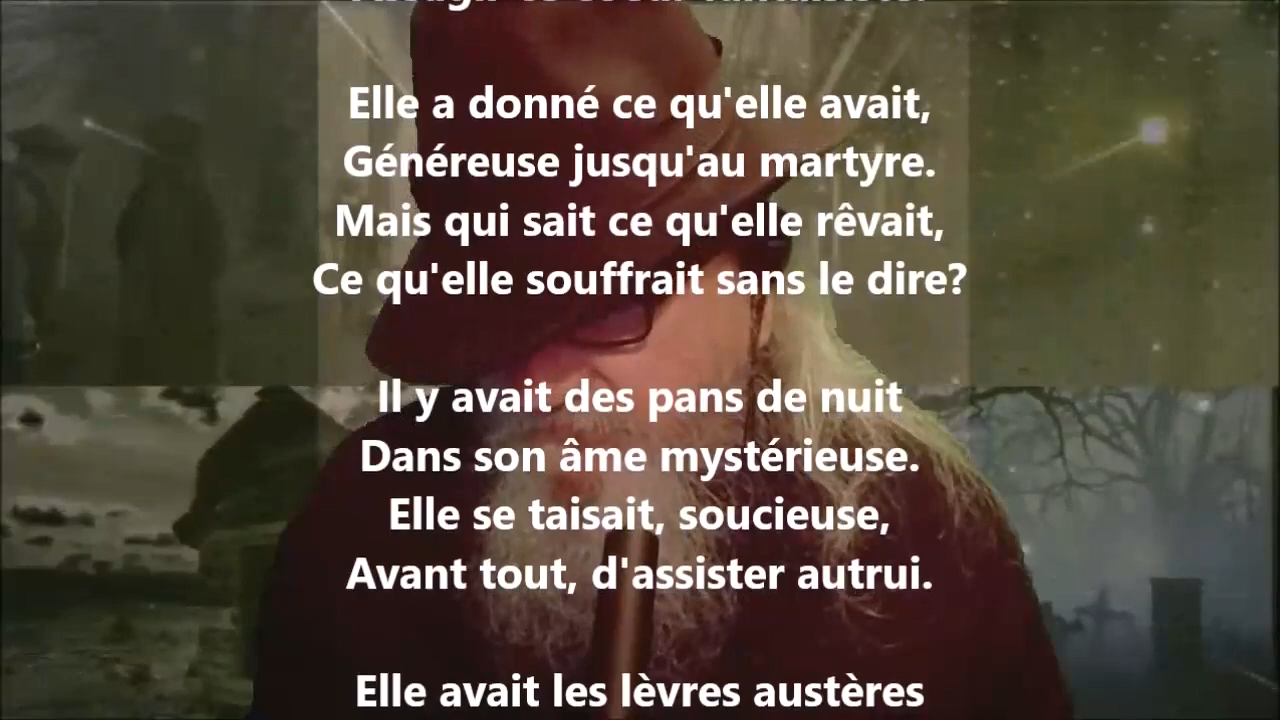 Elle a donné ce qu'elle avait,
Généreuse jusqu'au martyre.
Mais qui sait ce qu'elle rêvait,
Ce qu'elle souffrait sans le dire?
Il y avait des pans de nuit
Dans son âme mystérieuse.
Elle se taisait, soucieuse,
Avant tout, d'assister autrui.
Elle avait les lèvres austères